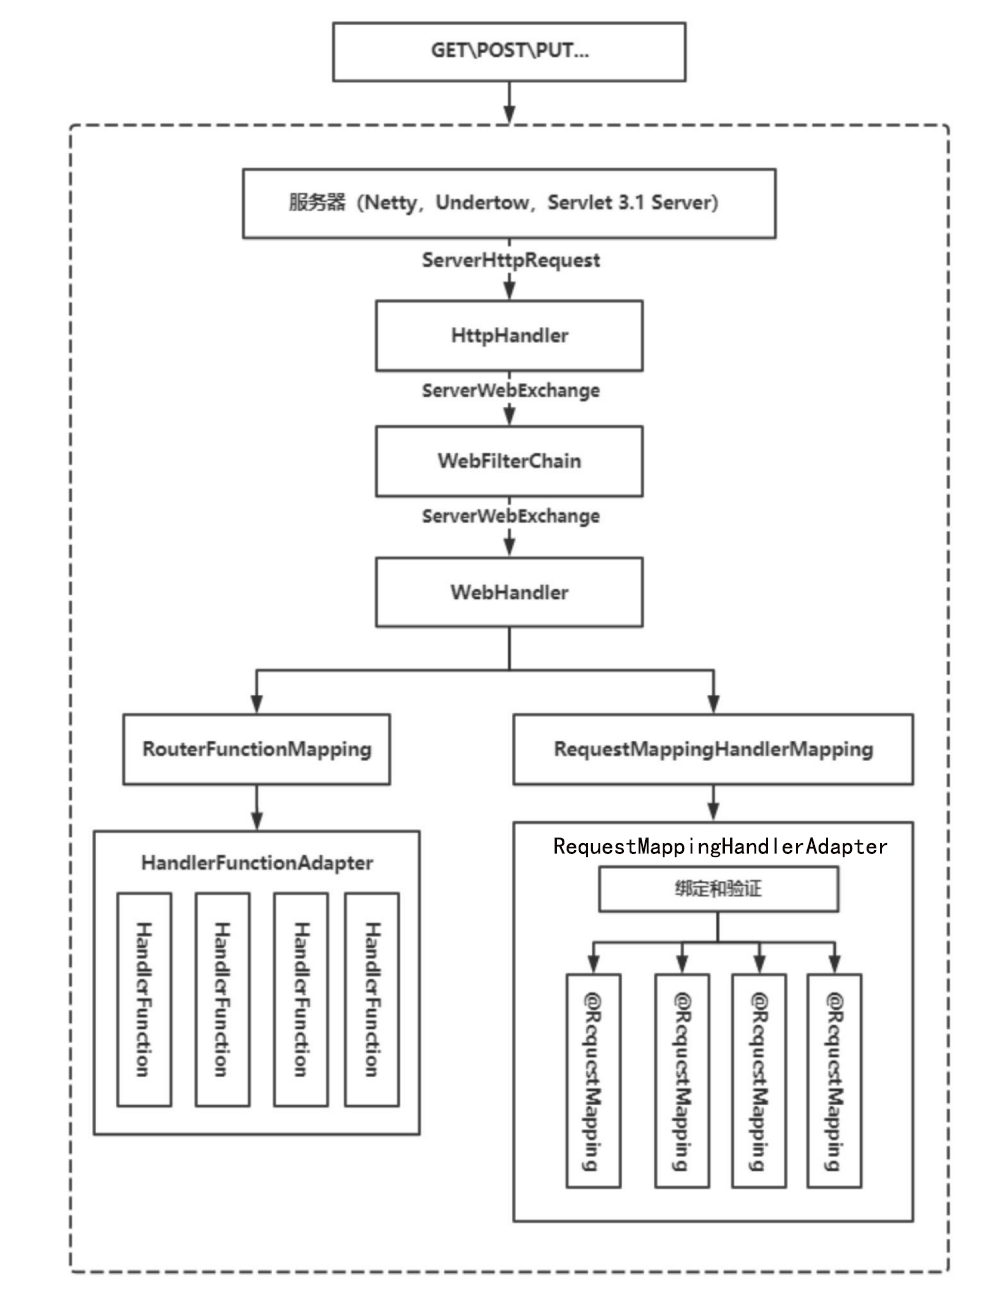 GET\POST\PUT...
服务器（Netty，Undertow，Servlet 3.1 Server）
ServerHttpRequest
HttpHandler
ServerWebExchange
WebFilterChain
ServerWebExchange
WebHandler
RouterFunctionMapping
RequestMappingHandlerMapping
HandlerFunctionAdapter
HandlerFunction
HandlerFunction
HandlerFunction
HandlerFunction
RequestMappingHandlerAdapter
绑定和验证
@RequestMapping
@RequestMapping
@RequestMapping
@RequestMapping